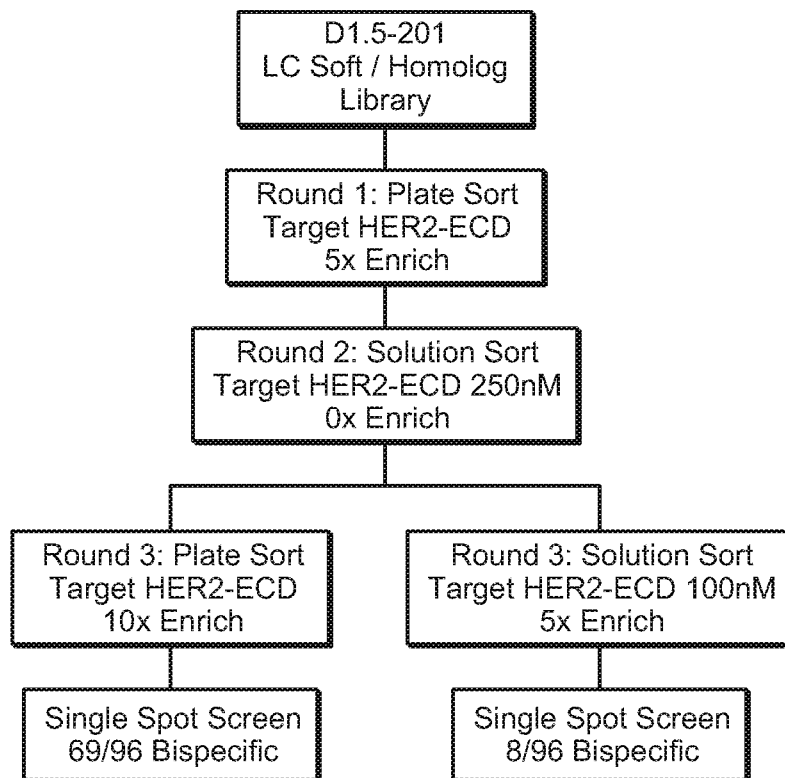 D1.5-201
LC Soft / Homolog
Library
Round 1: Plate Sort
Target HER2-ECD
5x Enrich
Round 2: Solution Sort
Target HER2-ECD 250nM
0x Enrich
Round 3: Plate Sort
Target HER2-ECD
10x Enrich
Single Spot Screen
69/96 Bispecific
Round 3: Solution Sort
Target HER2-ECD 100nM
5x Enrich
Single Spot Screen
8/96 Bispecific